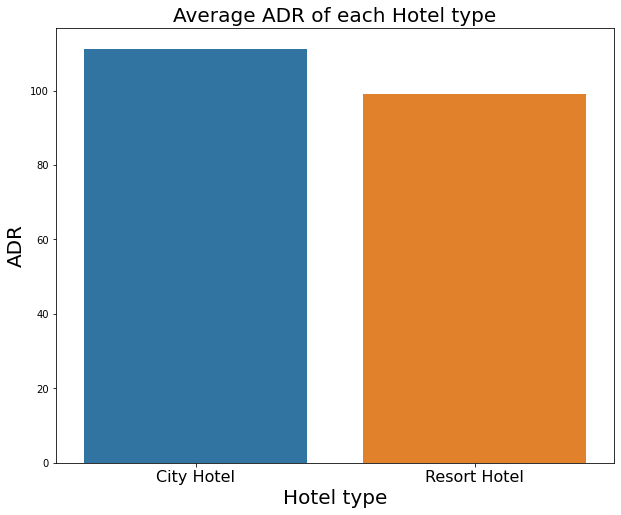 Average ADR of each Hotel type
100
80
60
40
20
0
ADR
City Hotel
Resort Hotel
Hotel type